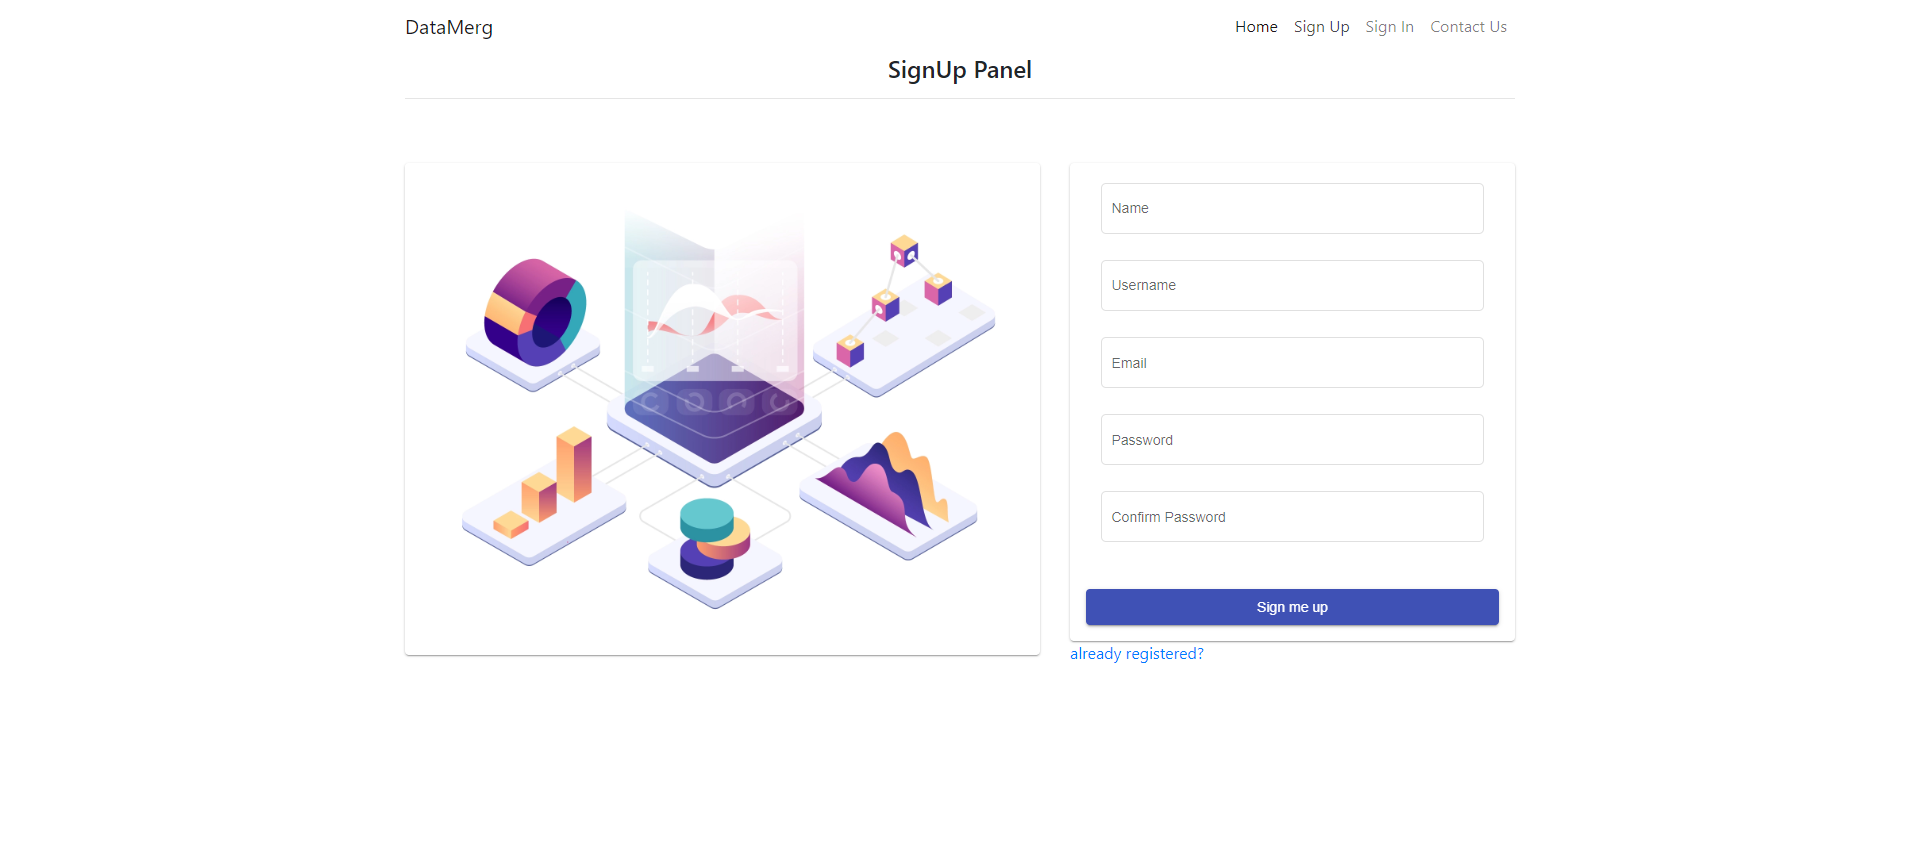 DataMerg
Home Sign Up Sign In Contact Us
SignUp Panel
Name
Username
Email
Password
Confirm Password
Sign me up
already registered?